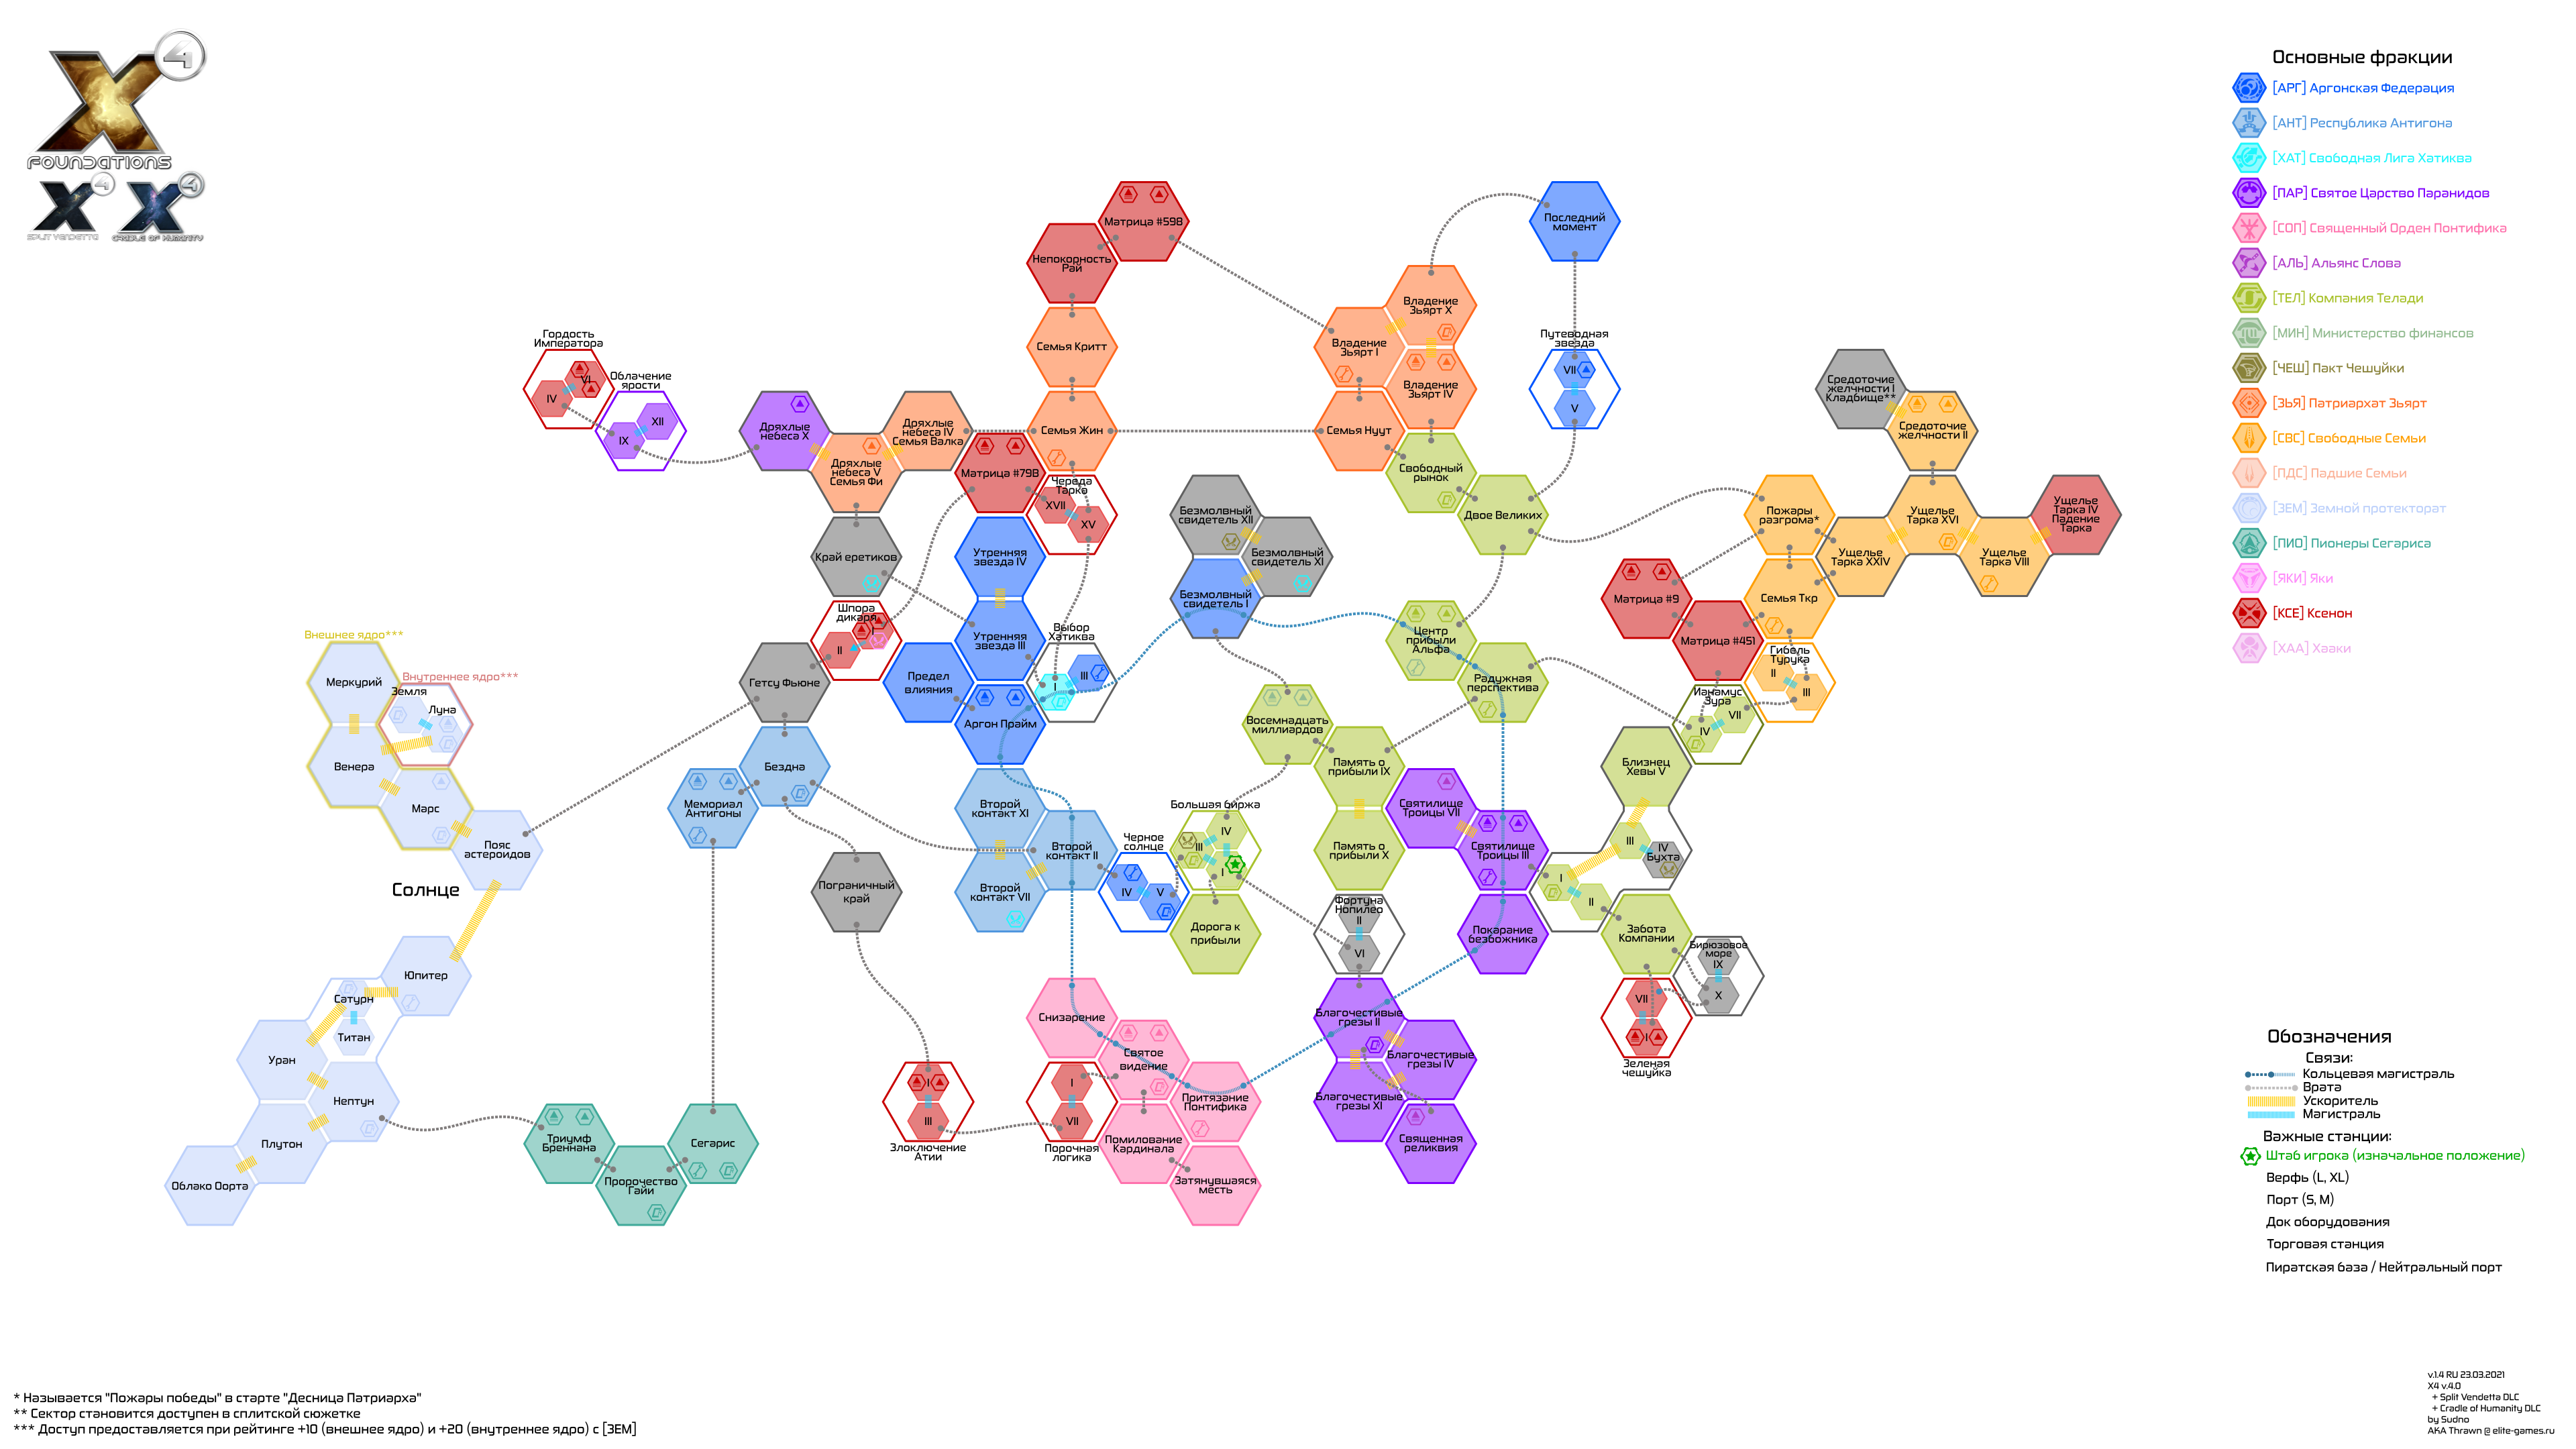 X 4
FOUNDATIONS
X 4
SPLIT VENDETTA
X 4
CRADLE OF HUMANITY
Основные фракции
[АРГ] Аргонская Федерация
[АНТ] Республика Антигона
[ХАТ] Свободная Лига Хатиква
[ПАР] Святое Царство Паранидов
[СОП] Священный Орден Понтифика
[АЛЬ] Альянс Слова
[ТЕЛ] Компания Телади
[МИН] Министерство финансов
[ЧЕШ] Пакт Чешуйки
[ЗЬЯ] Патриархат Зьярт
[СВС] Свободные Семьи
[ПДС] Падшие Семьи
[ЗЕМ] Земной протекторат
[ПИО] Пионеры Сегариса
[ЯКИ] Яки
[КСЕ] Ксенон
[ХАА] Хааки
Матрица #598
Непокорность
Рай
Семья Критт
Семья Жин
Последний
момент
Владение
Зьярт X
Владение
Зьярт I
Владение
Зьярт IV
Семья Нуут
Свободный
рынок
Двое Великих
Путеводная
звезда
VII
V
Гордость
Императора
VI
IV
Облачение
ярости
XII
IX
Дряхлые
небеса X
Дряхлые
небеса V
Семья Фи
Дряхлые
небеса IV
Семья Валка
Матрица #79B
Череда
Тарка
XVII
XV
Средоточие
желчности I
Кладбище**
Средоточие
желчности II
Пожары
разгрома*
Ущелье
Тарка XXIV
Ущелье
Тарка XVI
Ущелье
Тарка VIII
Ущелье
Тарка IV
Падение
Тарка
Матрица #9
Матрица #451
Семья Ткр
Гибель
Турука
II
III
Ианамус
Зура
VII
IV
Край еретиков
Утренняя
звезда IV
Утренняя
звезда III
Безмолвный
свидетель XII
Безмолвный
свидетель XI
Безмолвный
свидетель I
Шпора
дикаря
I
II
Выбор
Хатиква
I
III
Гетсу Фьюне
Предел
влияния
Аргон Прайм
Центр
прибыли
Альфа
Радужная
перспектива
Восемнадцать
миллиардов
Память о
прибыли IX
Память о
прибыли X
Внешнее ядро***
Внутреннее ядро***
Меркурий
Земля
Луна
Венера
Марс
Пояс
астероидов
Солнце
Юпитер
Сатурн
Титан
Уран
Нептун
Плутон
Облако Оорта
Бездна
Мемориал
Антигоны
Пограничный
край
Второй
контакт XI
Второй
контакт II
Второй
контакт VII
Черное
солнце
IV
V
Большая биржа
IV
III
I
Дорога к
прибыли
Святилище
Троицы VII
Святилище
Троицы III
Покарание
безбожника
Близнец
Хевы V
III
IV
Бухта
I
II
Забота
Компании
Бирюзовое
море
IX
X
VII
I
Зеленая
чешуйка
Фортуна
Нопилео
II
VI
Благочестивые
грезы II
Благочестивые
грезы IV
Благочестивые
грезы XI
Священная
реликвия
Снизарение
Святое
видение
Притязание
Понтифика
Помилование
Кардинала
Затянувшаяся
месть
I
III
Злоключение
Атии
I
VII
Порочная
логика
Триумф
Бреннана
Пророчество
Гайи
Сегарис
Обозначения
Связи:
Кольцевая магистраль
Врата
Ускоритель
Магистраль
Важные станции:
Штаб игрока (изначальное положение)
Верфь (L, XL)
Порт (S, M)
Док оборудования
Торговая станция
Пиратская база / Нейтральный порт
* Называется "Пожары победы" в старте "Десница Патриарха"
** Сектор становится доступен в сплитской сюжетке
*** Доступ предоставляется при рейтинге +10 (внешнее ядро) и +20 (внутреннее ядро) с [ЗЕМ]
v.1.4 RU 23.03.2021
X4 v.4.0
+ Split Vendetta DLC
+ Cradle of Humanity DLC
by Sudno
AKA Thrawn @ elite-games.ru